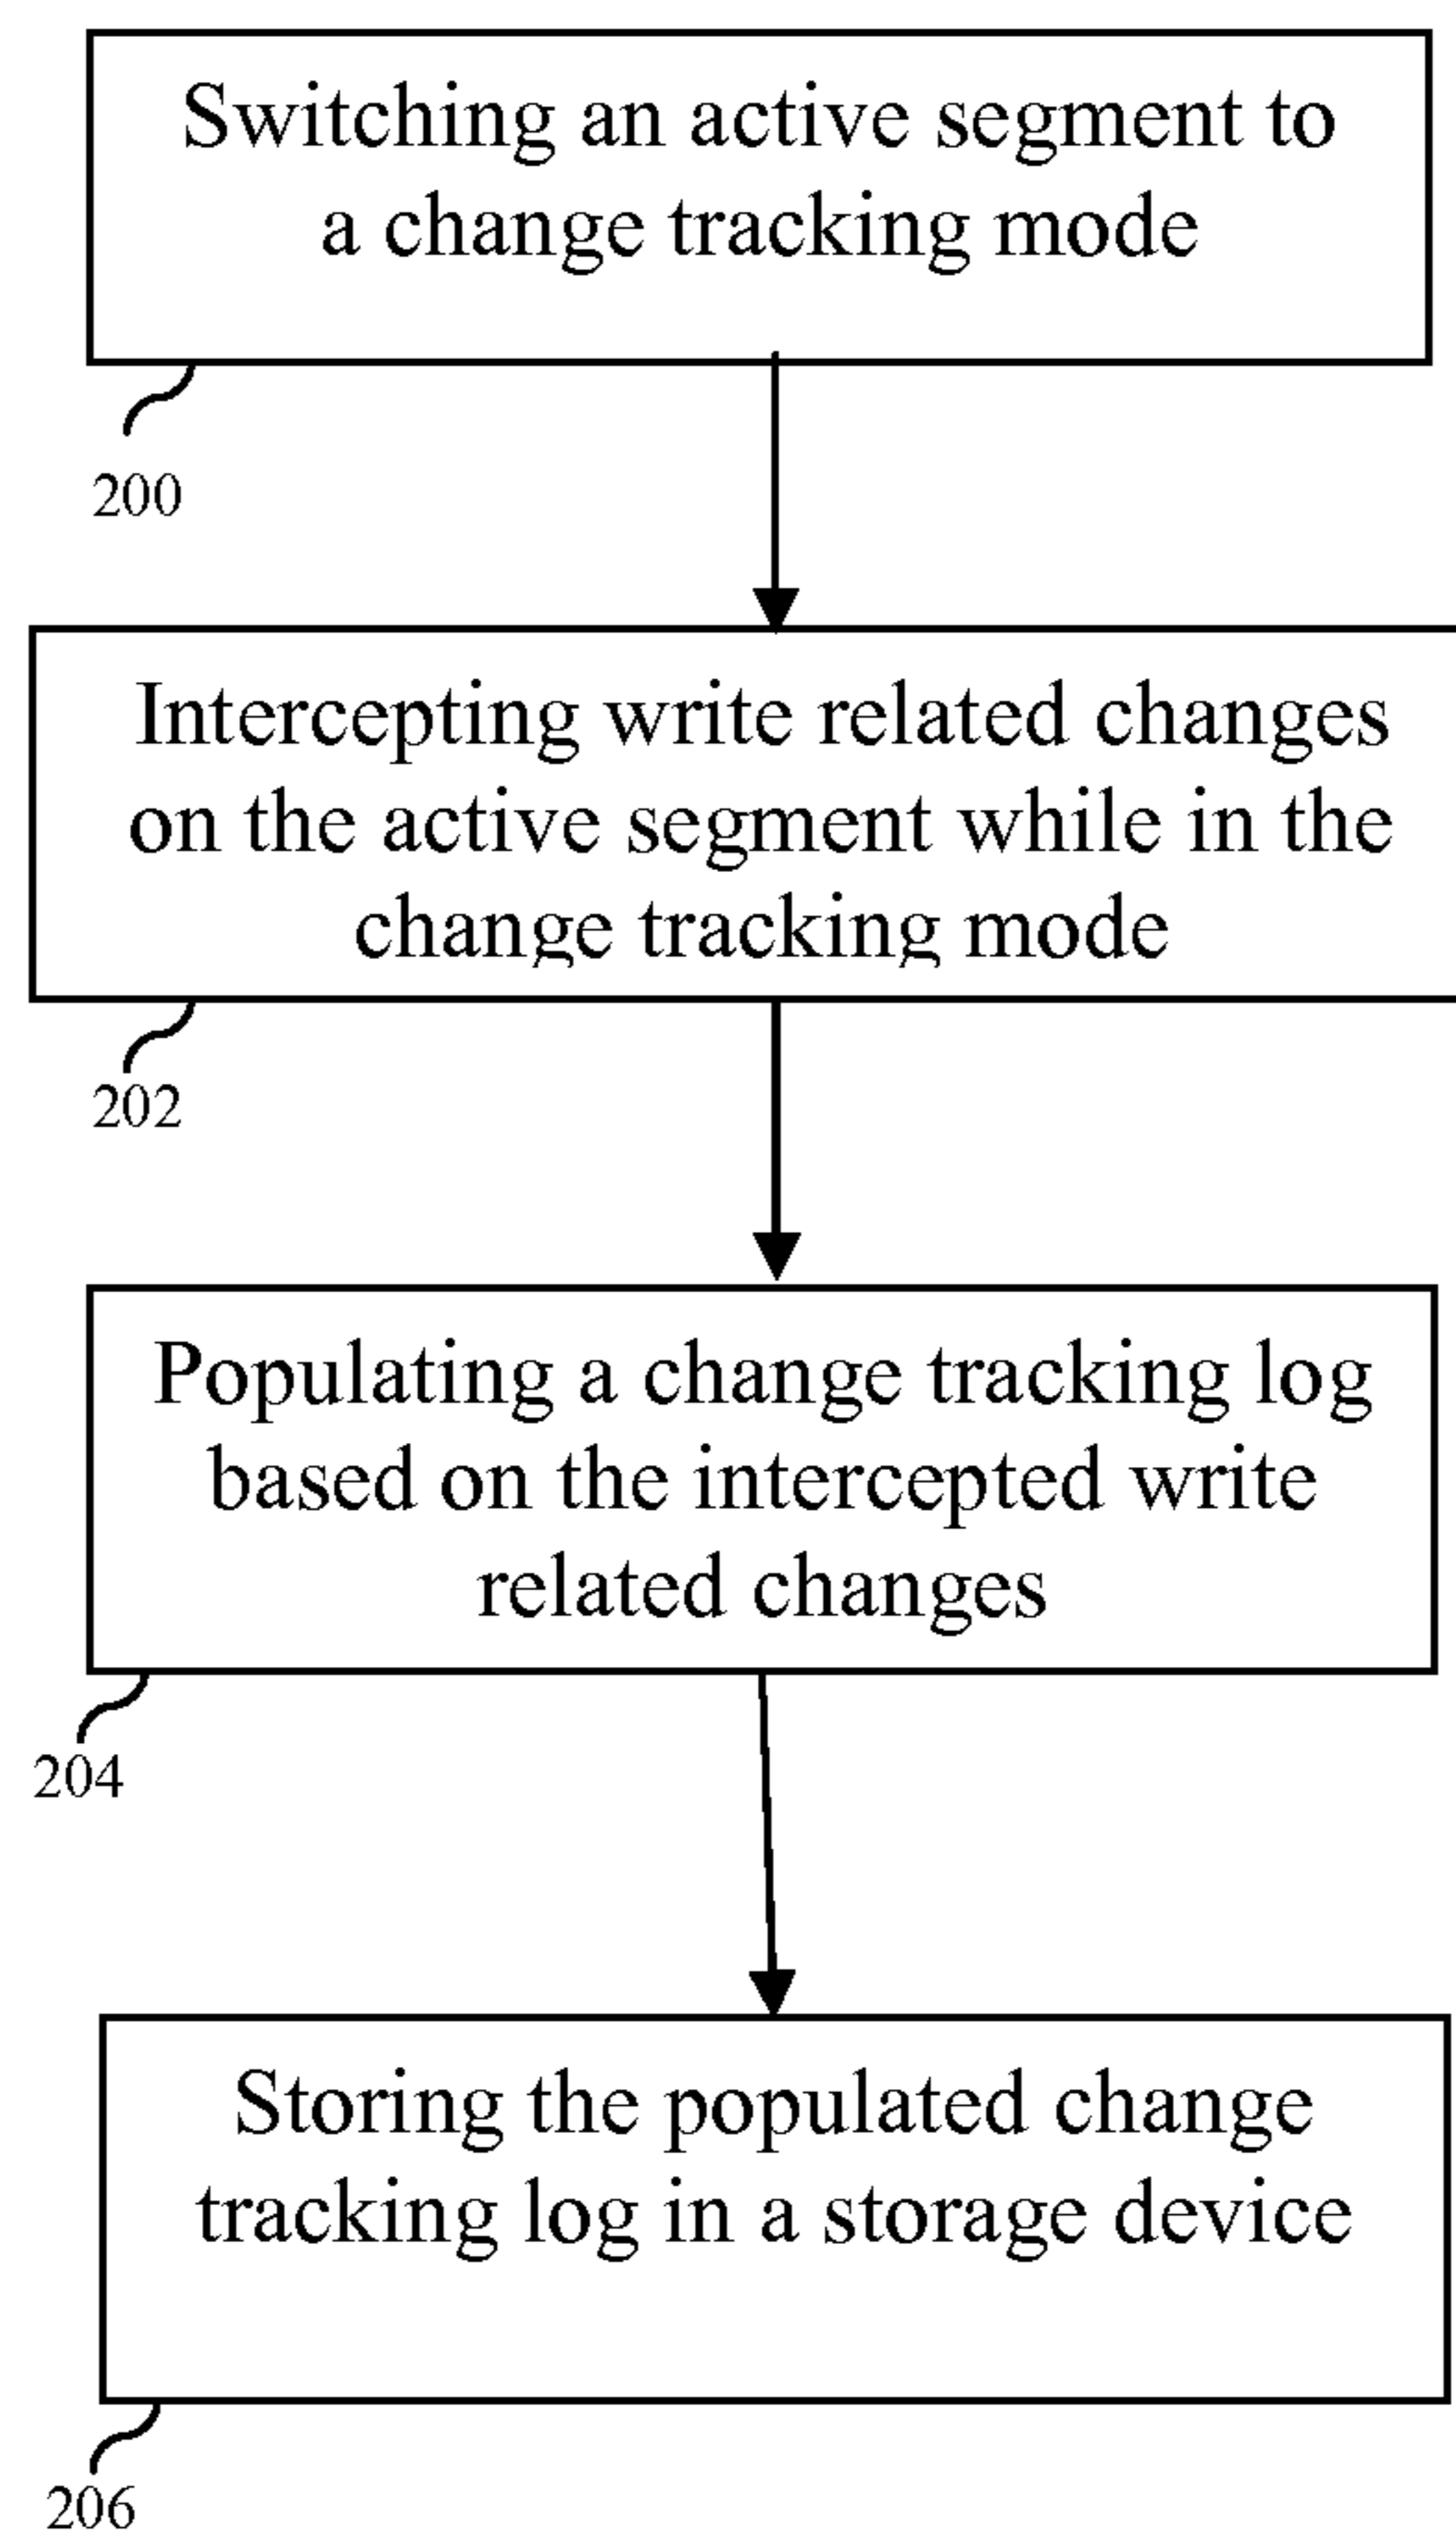 Switching an active segment to
a change tracking mode
200
Intercepting write related changes
on the active segment while in the
change tracking mode
202
Populating a change tracking log
based on the intercepted write
related changes
204
Storing the populated change
tracking log in a storage device
206